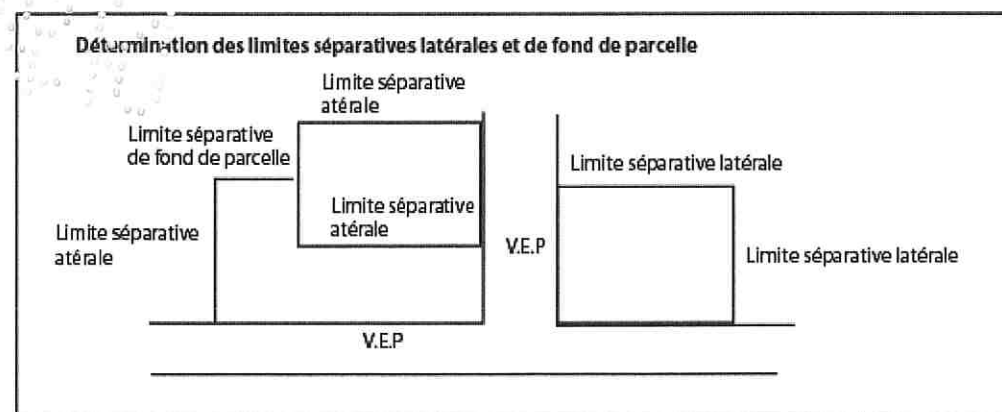 Détermination des limites séparatives latérales et de fond de parcelle
Limite séparative
atérale
Limite séparative
de fond de parcelle
Limite séparative latérale
Limite séparative
atérale
Limite séparative
atérale
V.E.P
Limite séparative latérale
V.E.P